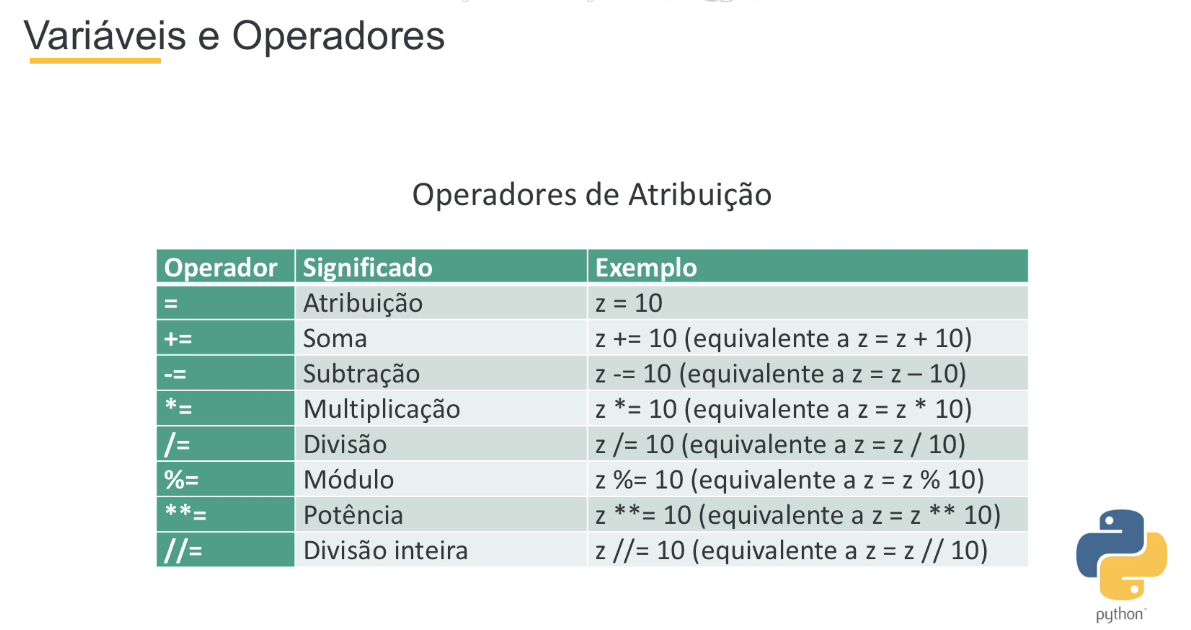 Variáveis e Operadores
Operadores de Atribuição
Operador Significado Exemplo
= Atribuição z = 10
+= Soma z += 10 (equivalente a z = z + 10)
-= Subtração z -= 10 (equivalente a z = z – 10)
*= Multiplicação z *= 10 (equivalente a z = z * 10)
/= Divisão z /= 10 (equivalente a z = z / 10)
%= Módulo z %= 10 (equivalente a z = z % 10)
**= Potência z **= 10 (equivalente a z = z ** 10)
//= Divisão inteira z //= 10 (equivalente a z = z // 10)
python